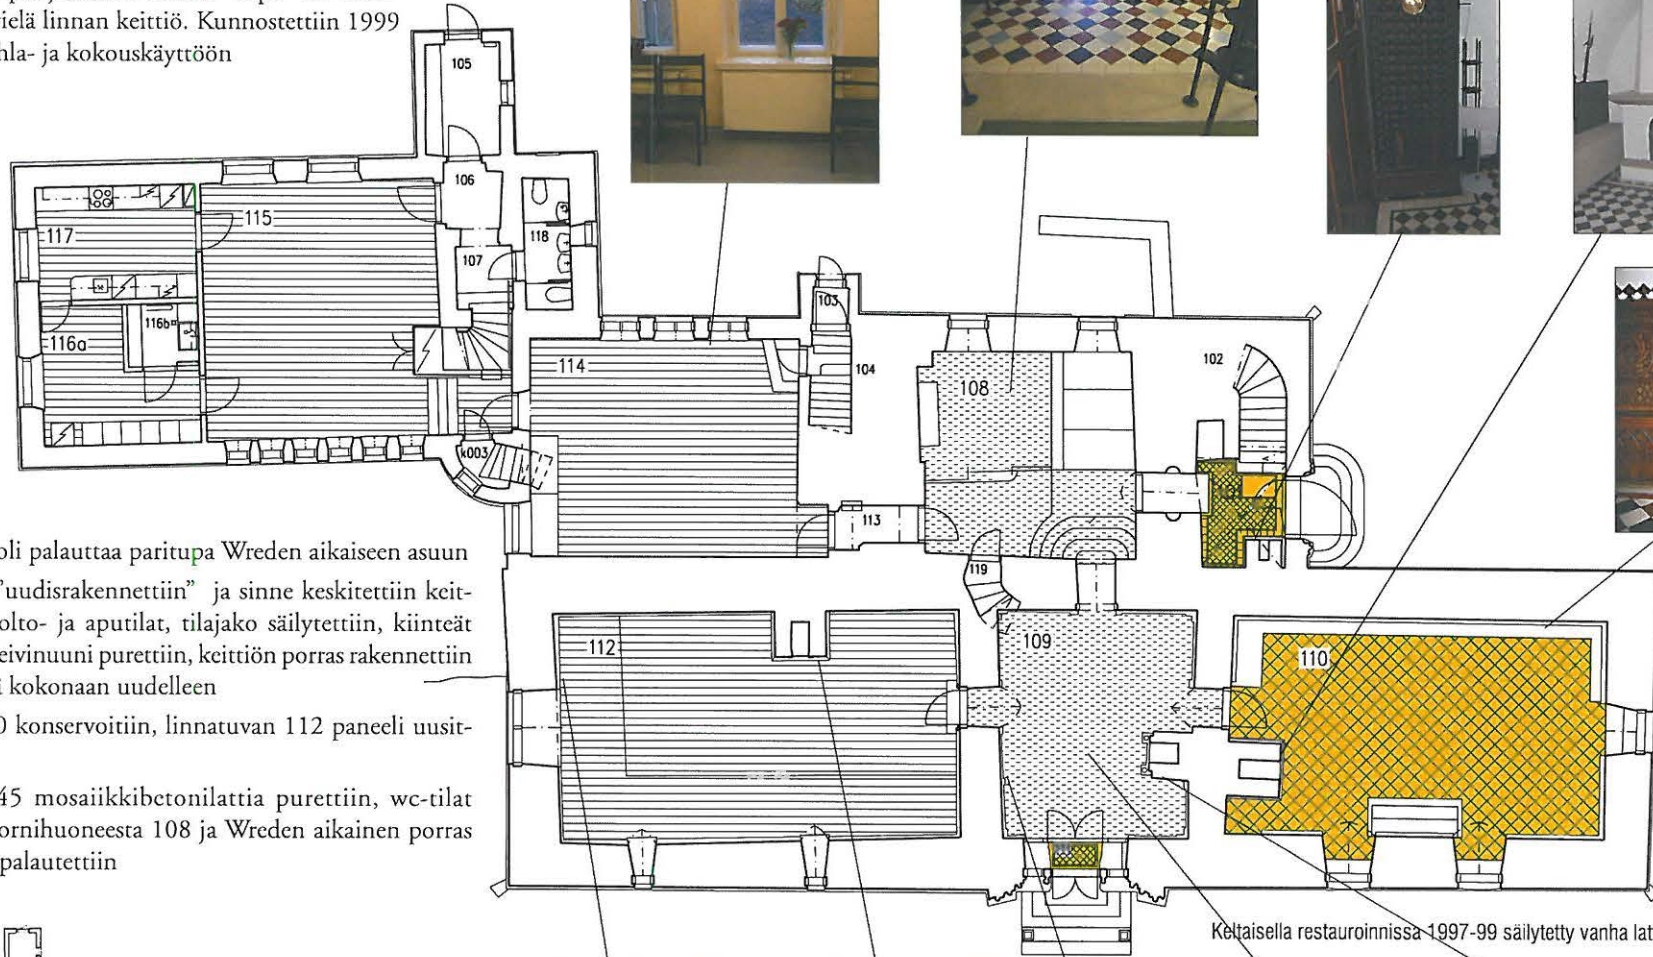 ielä linnan keittiö. Kunnostettiin 1999
hla- ja kokouskäyttöön
105
106
115
117
118
107
103
116b
116a
114
104
102
108
k003
113
oli palauttaa paritupa Wreden aikaiseen asuun
"uudisrakennettiin" ja sinne keskitettiin keit-
olto- ja aputilat, tilajako säilytettiin, kiinteät
eivinuuni purettiin, keittiön porras rakennettiin
i kokonaan uudelleen
0 konservoitiin, linnatuvan 112 paneeli uusit-
45 mosaiikkibetonilattia purettiin, wc-tilat
ornihuoneesta 108 ja Wreden aikainen porras
palautettiin
119
109
112
110
Keltaisella restauroinnissa 1997-99 säilytetty vanha lat